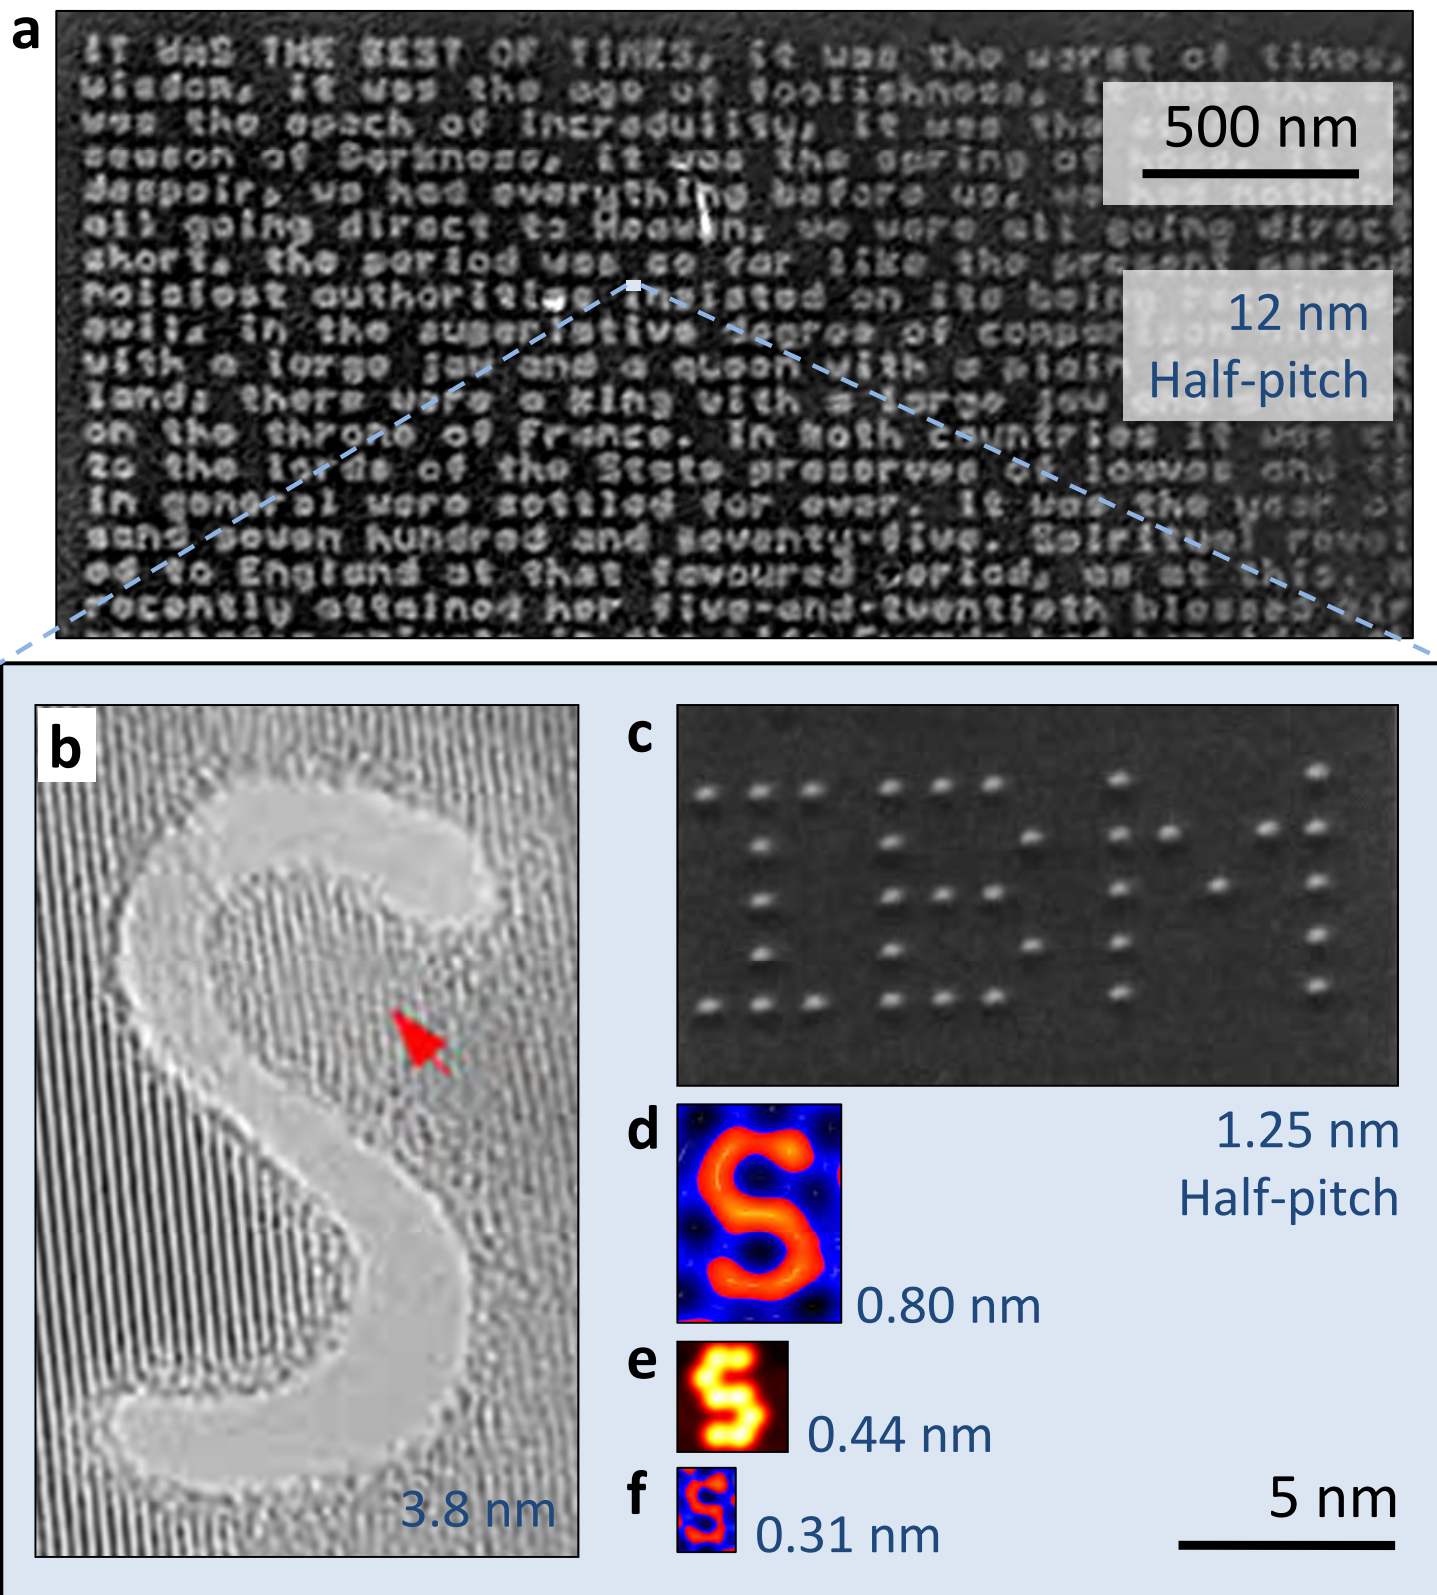 a
IT WAS THE BEST OF TIMES, it was the worst of times,
wisdom, it was the age of foolishness, it
was the epoch of incredulity, it was the
season of Darkness, it was the spring of
despair, we had everything before us, we had nothing
all going direct to Heaven, we were all going direct
short, the period was so far like the present period
noisiest authorities insisted on its being
evil, in the superlative degree of
with a large jaw and a queen with a plain
land; there were a king with a large jaw
on the throne of France. In both countries it was
to the lords of the State preserves of loaves and
in general were settled for ever. It was the year of
sand seven hundred and seventy-five. Spiritual
ed to England at that favoured period, as at this.
recently attained her five-and-twentieth blessed
500 nm
12 nm
Half-pitch
b
S
3.8 nm
c
IBM
1.25 nm
Half-pitch
d
S
0.80 nm
e
S
0.44 nm
f
S
0.31 nm
5 nm